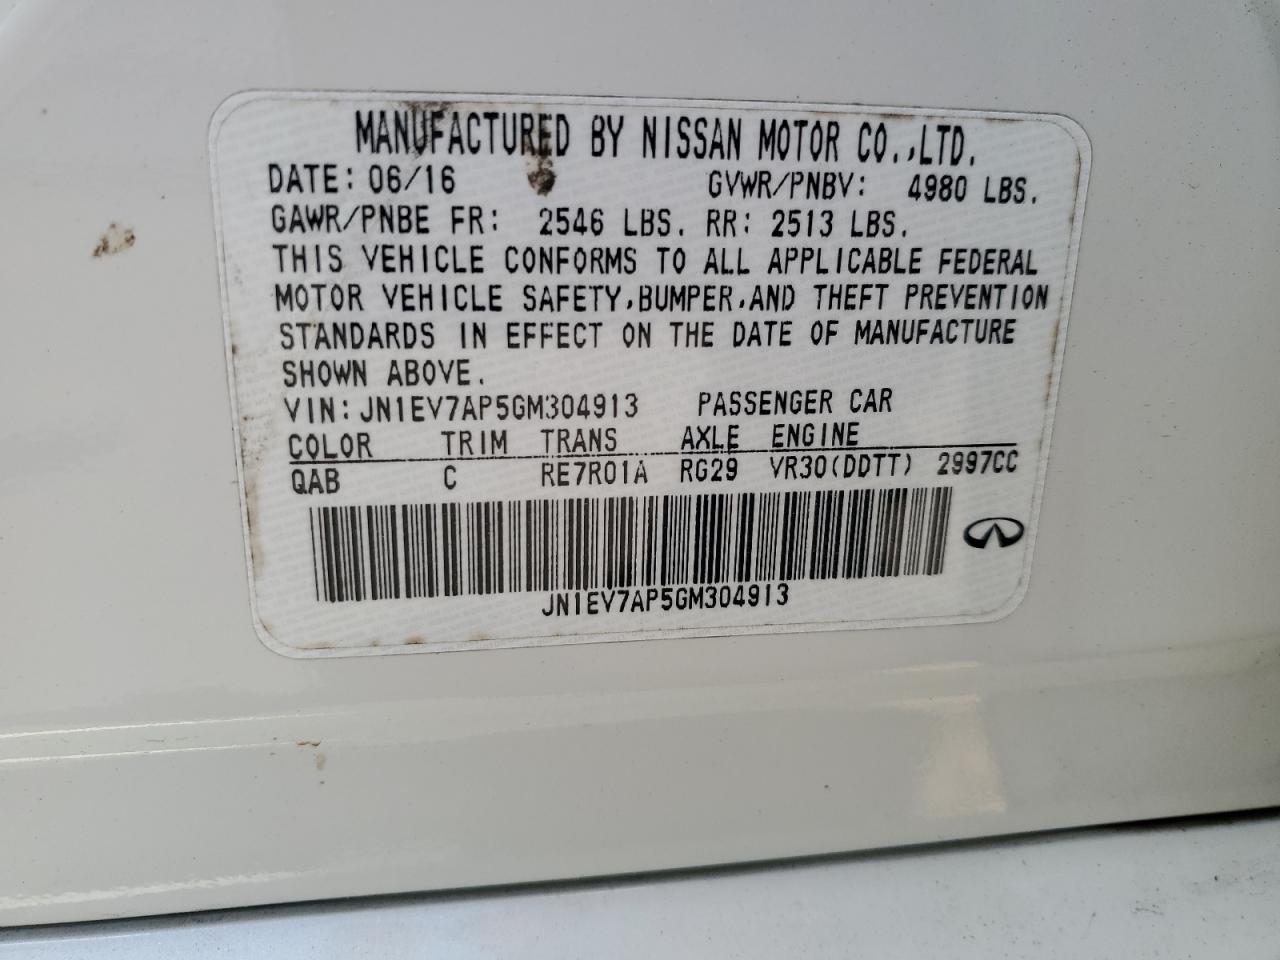 MANUFACTURED BY NISSAN MOTOR CO.,LTD.
DATE: 06/16 GVWR/PNBV: 4980 LBS.
GAWR/PNBE FR: 2546 LBS. RR: 2513 LBS.
THIS VEHICLE CONFORMS TO ALL APPLICABLE FEDERAL
MOTOR VEHICLE SAFETY,BUMPER,AND THEFT PREVENTION
STANDARDS IN EFFECT ON THE DATE OF MANUFACTURE
SHOWN ABOVE.
VIN: JN1EV7AP5GM304913 PASSENGER CAR
COLOR TRIM TRANS AXLE ENGINE
QAB C RE7R01A RG29 VR30(DDTT) 2997CC
JN1EV7AP5GM304913